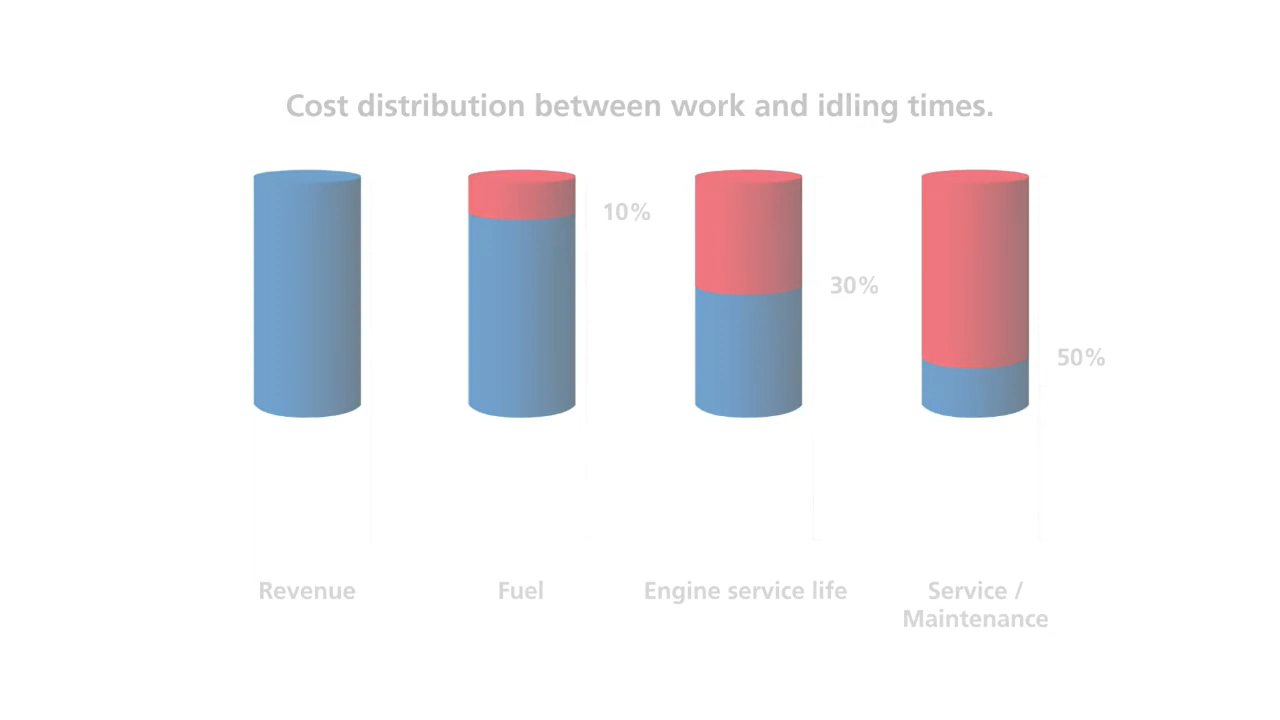 Cost distribution between work and idling times.
10%
30%
50%
Revenue
Fuel
Engine service life
Service /
Maintenance